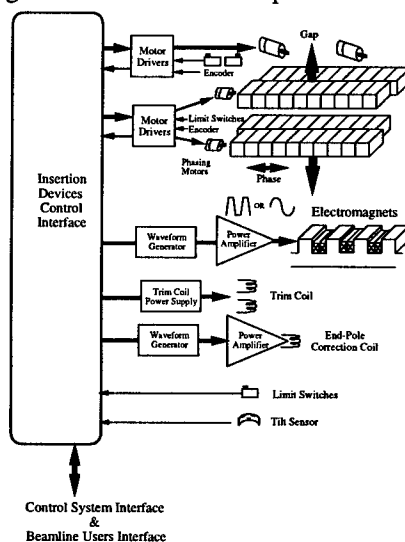 Gap
Motor
Drivers
Encoder
Motor
Drivers
Limit Switches
Encoder
Phasing
Motors
Phase
Insertion
Devices
Control
Interface
OR
Electromagnets
Waveform
Generator
Power
Amplifier
Trim Coil
Power Supply
Trim Coil
Waveform
Generator
Power
Amplifier
End-Pole
Correction Coil
Limit Switches
Tilt Sensor
Control System Interface
&
Beamline Users Interface